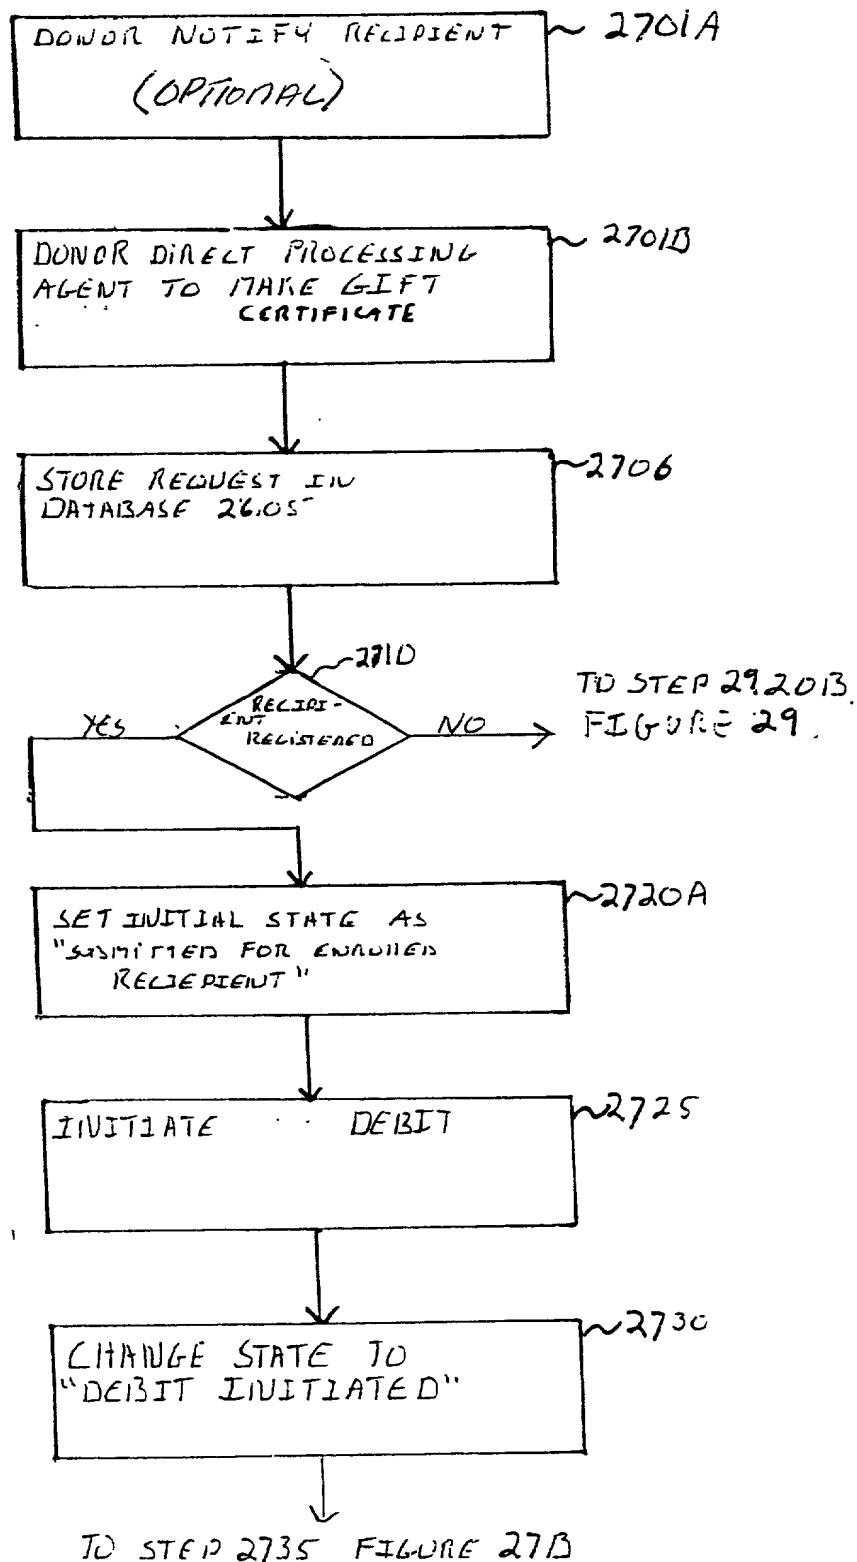 DONOR NOTIFY RECIPIENT
2701A
(OPTIONAL)
DONOR DIRECT PROCESSING
2701B
AGENT TO MAKE GIFT
CERTIFICATE
STORE REQUEST IN
2706
DATABASE 2605
2710
RECIPI-
ENT
REGISTERED
YES
NO
TO STEP 2920B.
FIGURE 29.
SET INITIAL STATE AS
2720A
"SUBMITTED FOR ENROLLED
RECIEPIENT"
INITIATE DEBIT
2725
CHANGE STATE TO
2730
"DEBIT INITIATED"
TO STEP 2735 FIGURE 27B